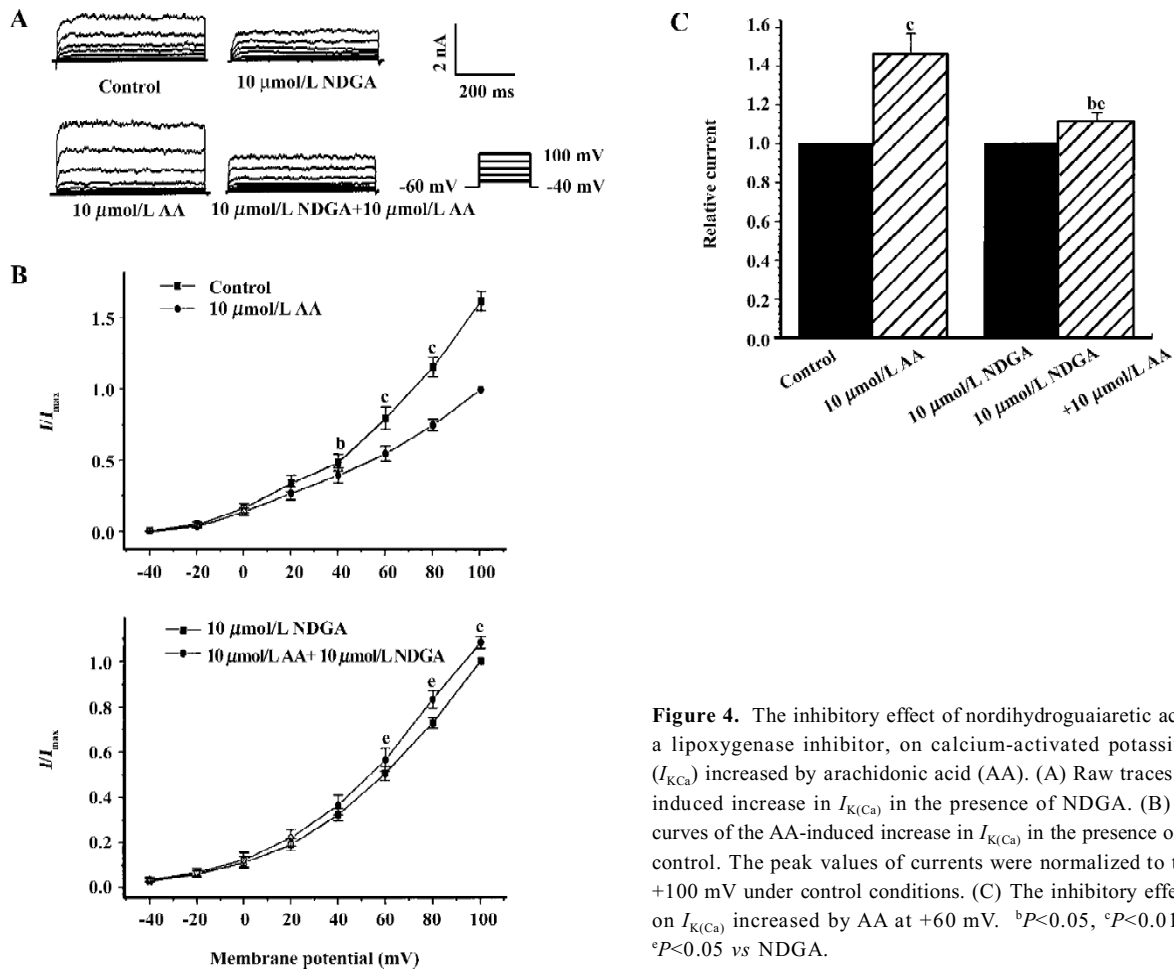 A
Control
10 μmol/L NDGA
2 nA
200 ms
10 μmol/L AA
10 μmol/L NDGA+10 μmol/L AA
100 mV
-60 mV
-40 mV
B
Control
10 μmol/L AA
I/Imax
1.5
1.0
0.5
0.0
b
c
c
-40 -20 0 20 40 60 80 100
10 μmol/L NDGA
10 μmol/L AA+ 10 μmol/L NDGA
I/Imax
1.0
0.8
0.6
0.4
0.2
0.0
e
e
c
-40 -20 0 20 40 60 80 100
Membrane potential (mV)
C
Relative current
1.6
1.4
1.2
1.0
0.8
0.6
0.4
0.2
0.0
c
bc
Control
10 μmol/L AA
10 μmol/L NDGA
10 μmol/L NDGA
+10 μmol/L AA
Figure 4. The inhibitory effect of nordihydroguaiaretic ac
a lipoxygenase inhibitor, on calcium-activated potassi
(IKCa) increased by arachidonic acid (AA). (A) Raw traces
induced increase in IK(Ca) in the presence of NDGA. (B)
curves of the AA-induced increase in IK(Ca) in the presence o
control. The peak values of currents were normalized to t
+100 mV under control conditions. (C) The inhibitory effe
on IK(Ca) increased by AA at +60 mV. bP<0.05, cP<0.01
eP<0.05 vs NDGA.